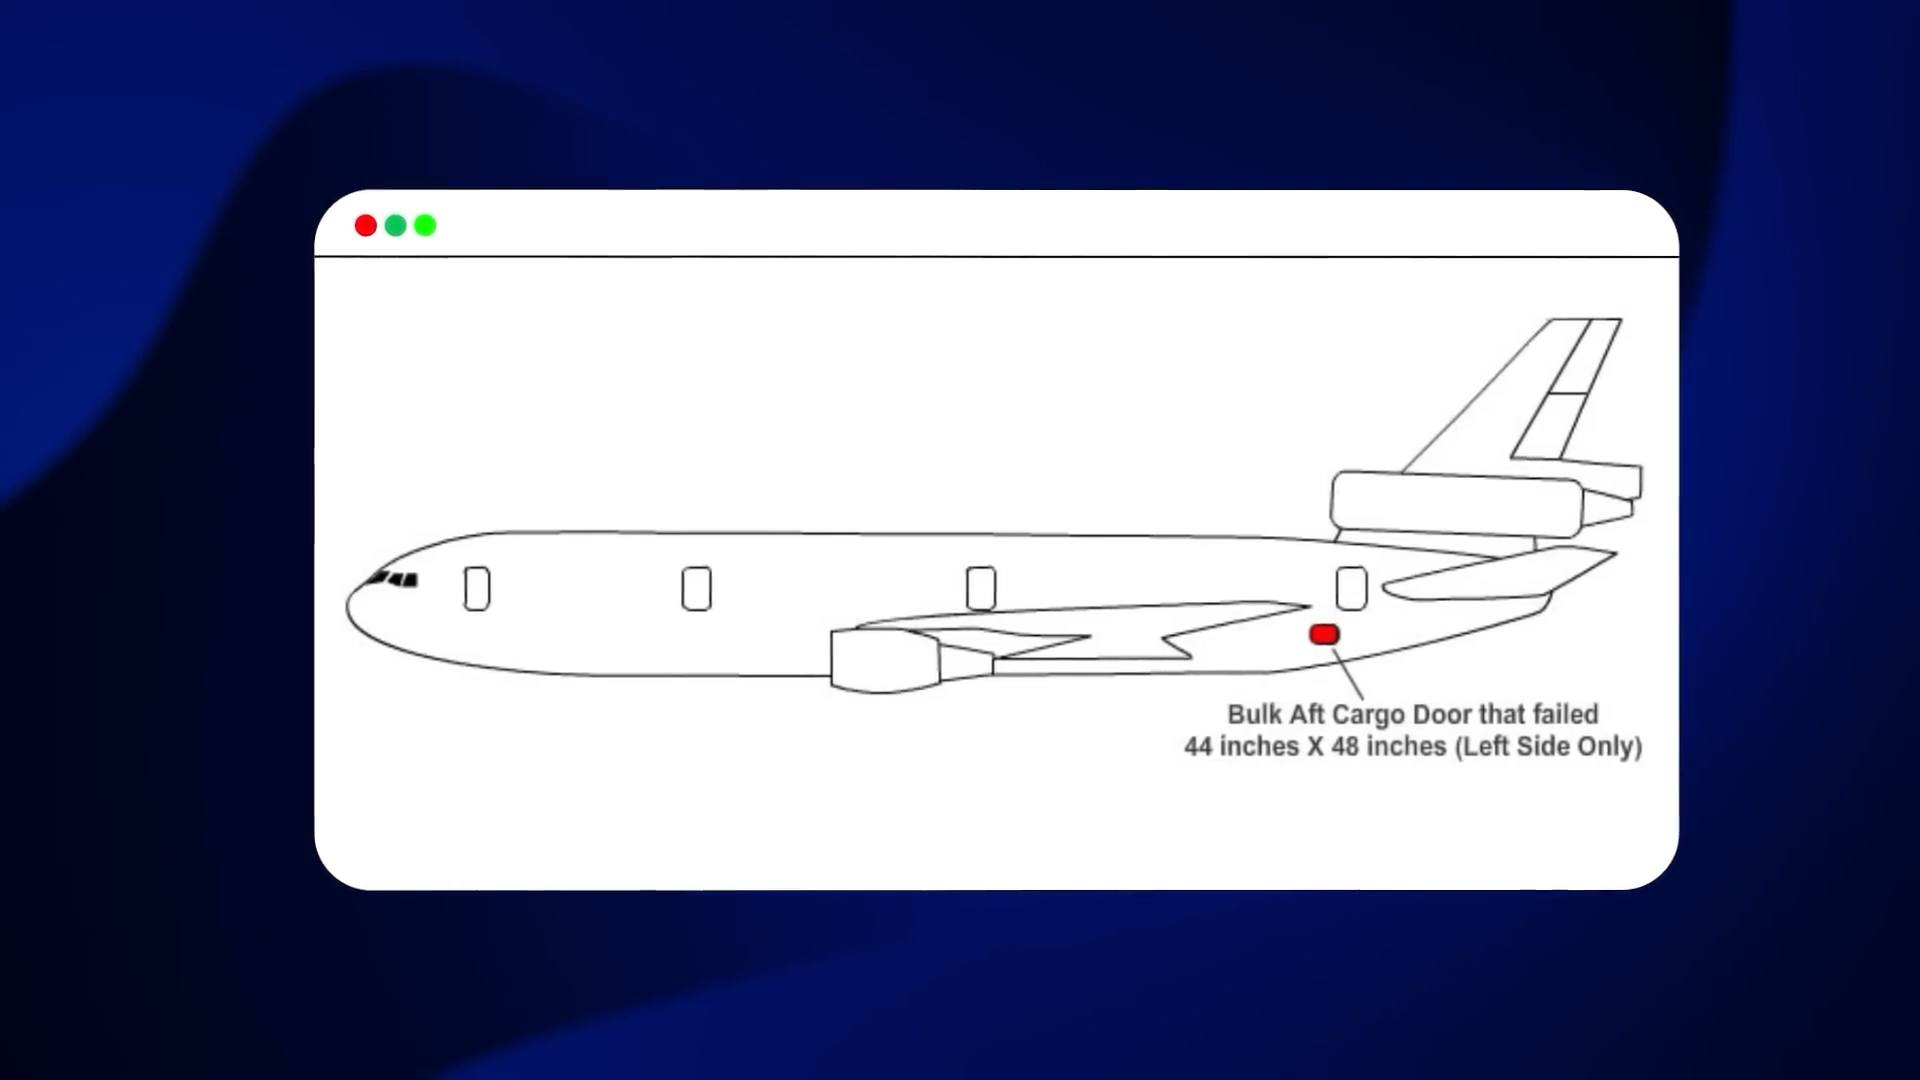 Bulk Aft Cargo Door that failed
44 inches X 48 inches (Left Side Only)